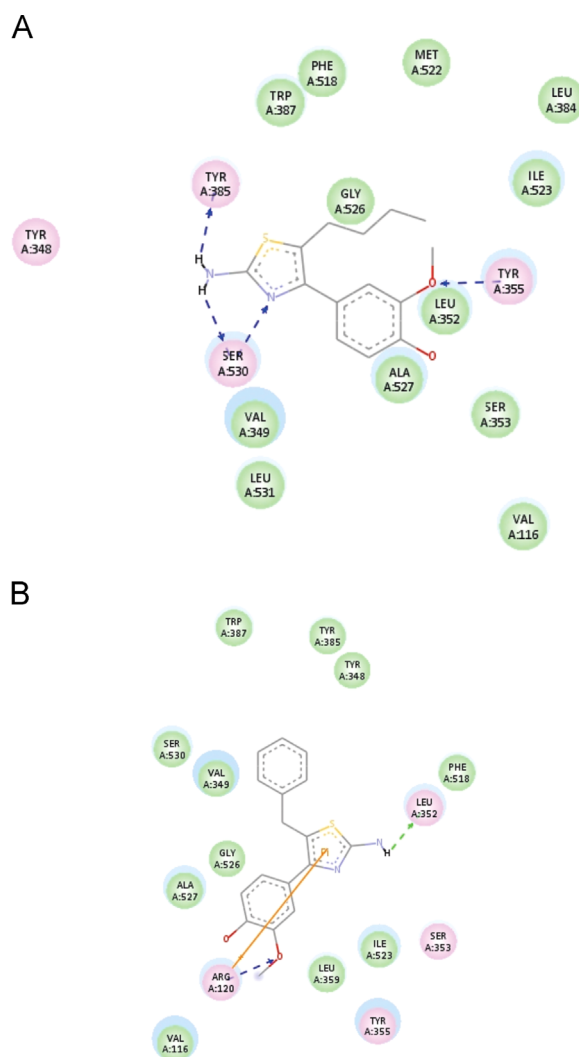 A
PHE
A:518
MET
A:522
TRP
A:387
LEU
A:384
TYR
A:385
ILE
A:523
GLY
A:526
TYR
A:348
S
H
N
H
N
O
TYR
A:355
LEU
A:352
SER
A:530
O
ALA
A:527
VAL
A:349
SER
A:353
LEU
A:531
VAL
A:116
B
TRP
A:387
TYR
A:385
TYR
A:348
SER
A:530
VAL
A:349
PHE
A:518
LEU
A:352
S
N
H
N
GLY
A:526
ALA
A:527
O
O
ARG
A:120
LEU
A:359
ILE
A:523
SER
A:353
TYR
A:355
VAL
A:116